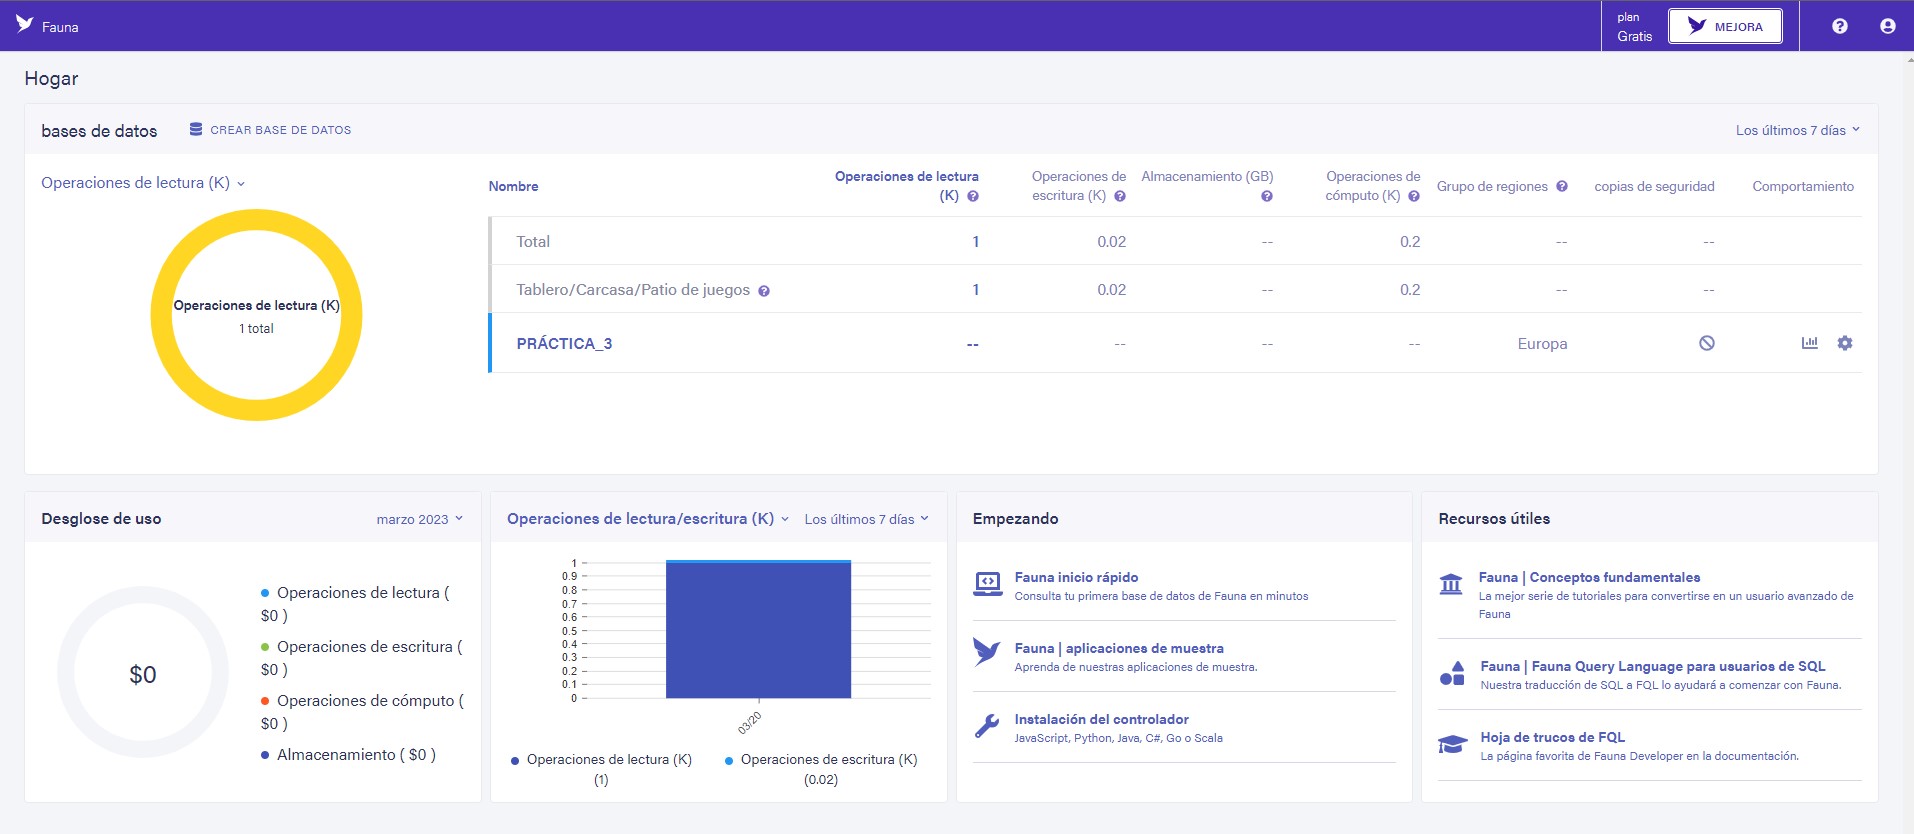 Fauna
plan
Gratis
MEJORA
Hogar
bases de datos
CREAR BASE DE DATOS
Los últimos 7 días
Operaciones de lectura (K)
Operaciones de lectura (K)
1 total
Nombre
Operaciones de lectura
(K)
Operaciones de
escritura (K)
Almacenamiento (GB)
Operaciones de
cómputo (K)
Grupo de regiones
copias de seguridad
Comportamiento
Total 1 0.02 -- 0.2 -- --
Tablero/Carcasa/Patio de juegos 1 0.02 -- 0.2 -- --
PRÁCTICA_3 -- -- -- -- Europa
Desglose de uso
marzo 2023
$0
Operaciones de lectura (
$0 )
Operaciones de escritura (
$0 )
Operaciones de cómputo (
$0 )
Almacenamiento ( $0 )
Operaciones de lectura/escritura (K)
Los últimos 7 días
1
0.9
0.8
0.7
0.6
0.5
0.4
0.3
0.2
0.1
0
03/20
Operaciones de lectura (K)
(1)
Operaciones de escritura (K)
(0.02)
Empezando
Fauna inicio rápido
Consulta tu primera base de datos de Fauna en minutos
Fauna | aplicaciones de muestra
Aprenda de nuestras aplicaciones de muestra.
Instalación del controlador
JavaScript, Python, Java, C#, Go o Scala
Recursos útiles
Fauna | Conceptos fundamentales
La mejor serie de tutoriales para convertirse en un usuario avanzado de
Fauna
Fauna | Fauna Query Language para usuarios de SQL
Nuestra traducción de SQL a FQL lo ayudará a comenzar con Fauna.
Hoja de trucos de FQL
La página favorita de Fauna Developer en la documentación.